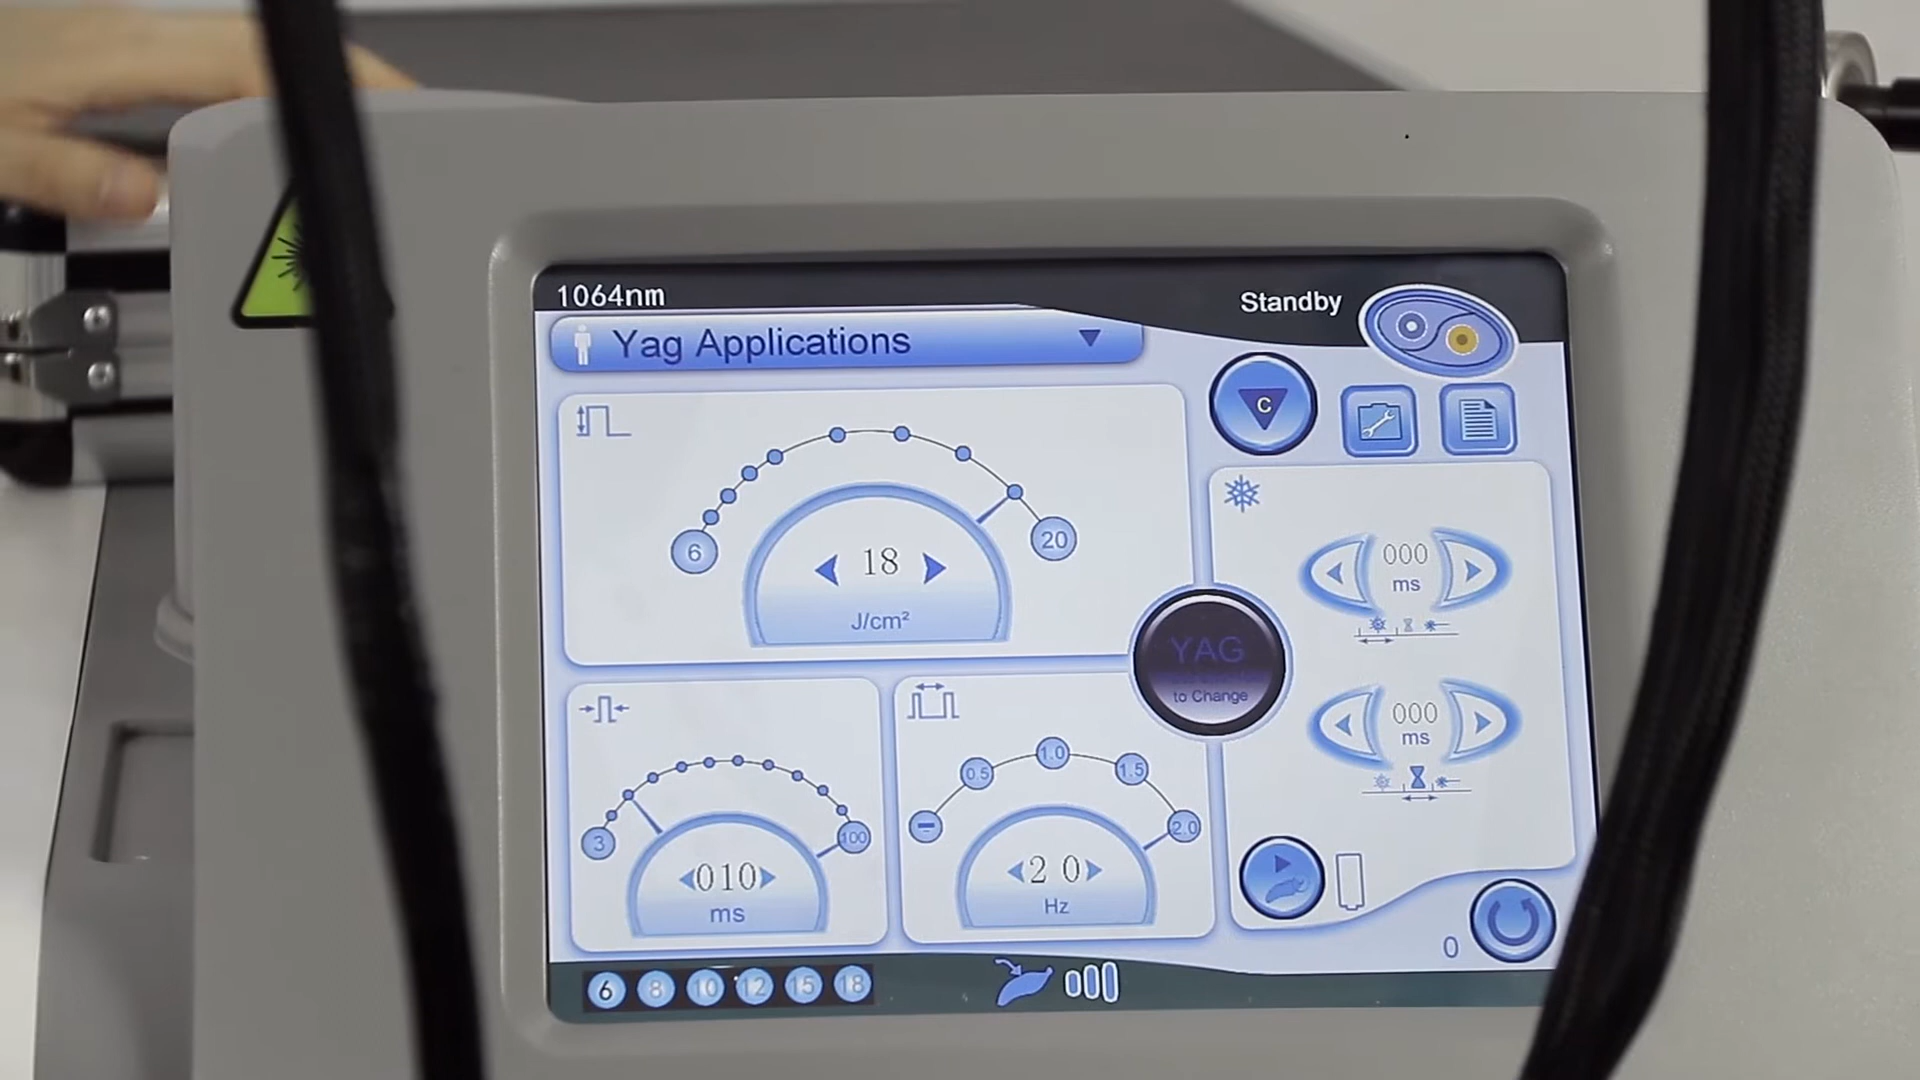 1064nm
Standby
Yag Applications
C
6
20
18
J/cm²
000
ms
YAG
to Change
000
ms
3
100
010
ms
0.5
1.0
1.5
2.0
2 0
Hz
0
6 8 10 12 15 18